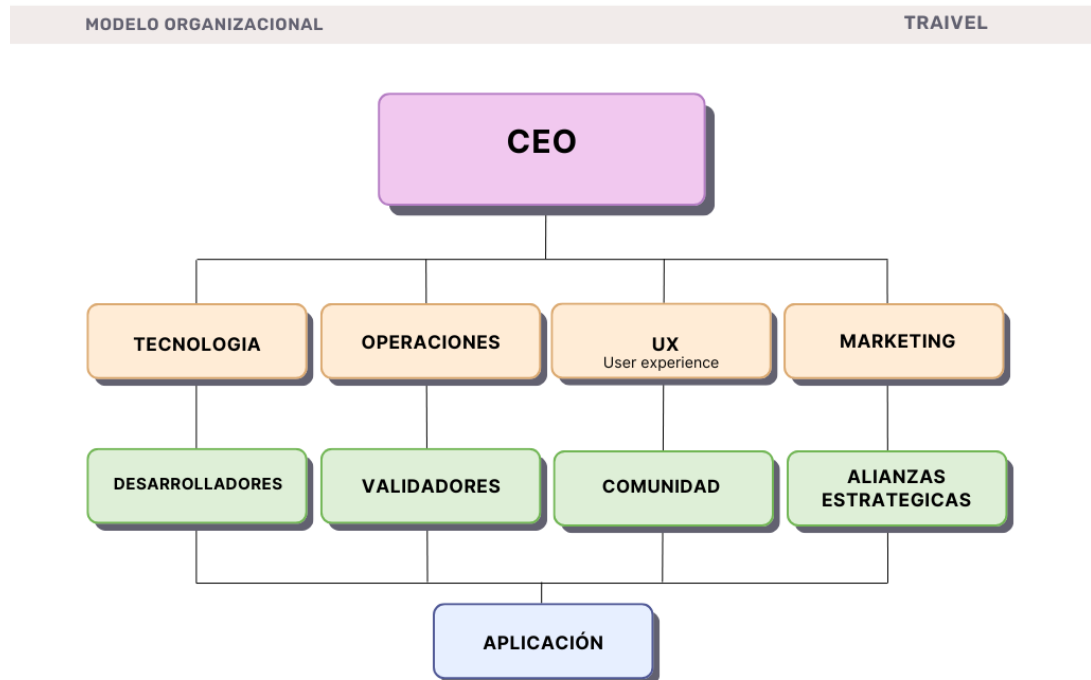 MODELO ORGANIZACIONAL
TRAIVEL
CEO
TECNOLOGIA
OPERACIONES
UX
User experience
MARKETING
DESARROLLADORES
VALIDADORES
COMUNIDAD
ALIANZAS
ESTRATEGICAS
APLICACIÓN